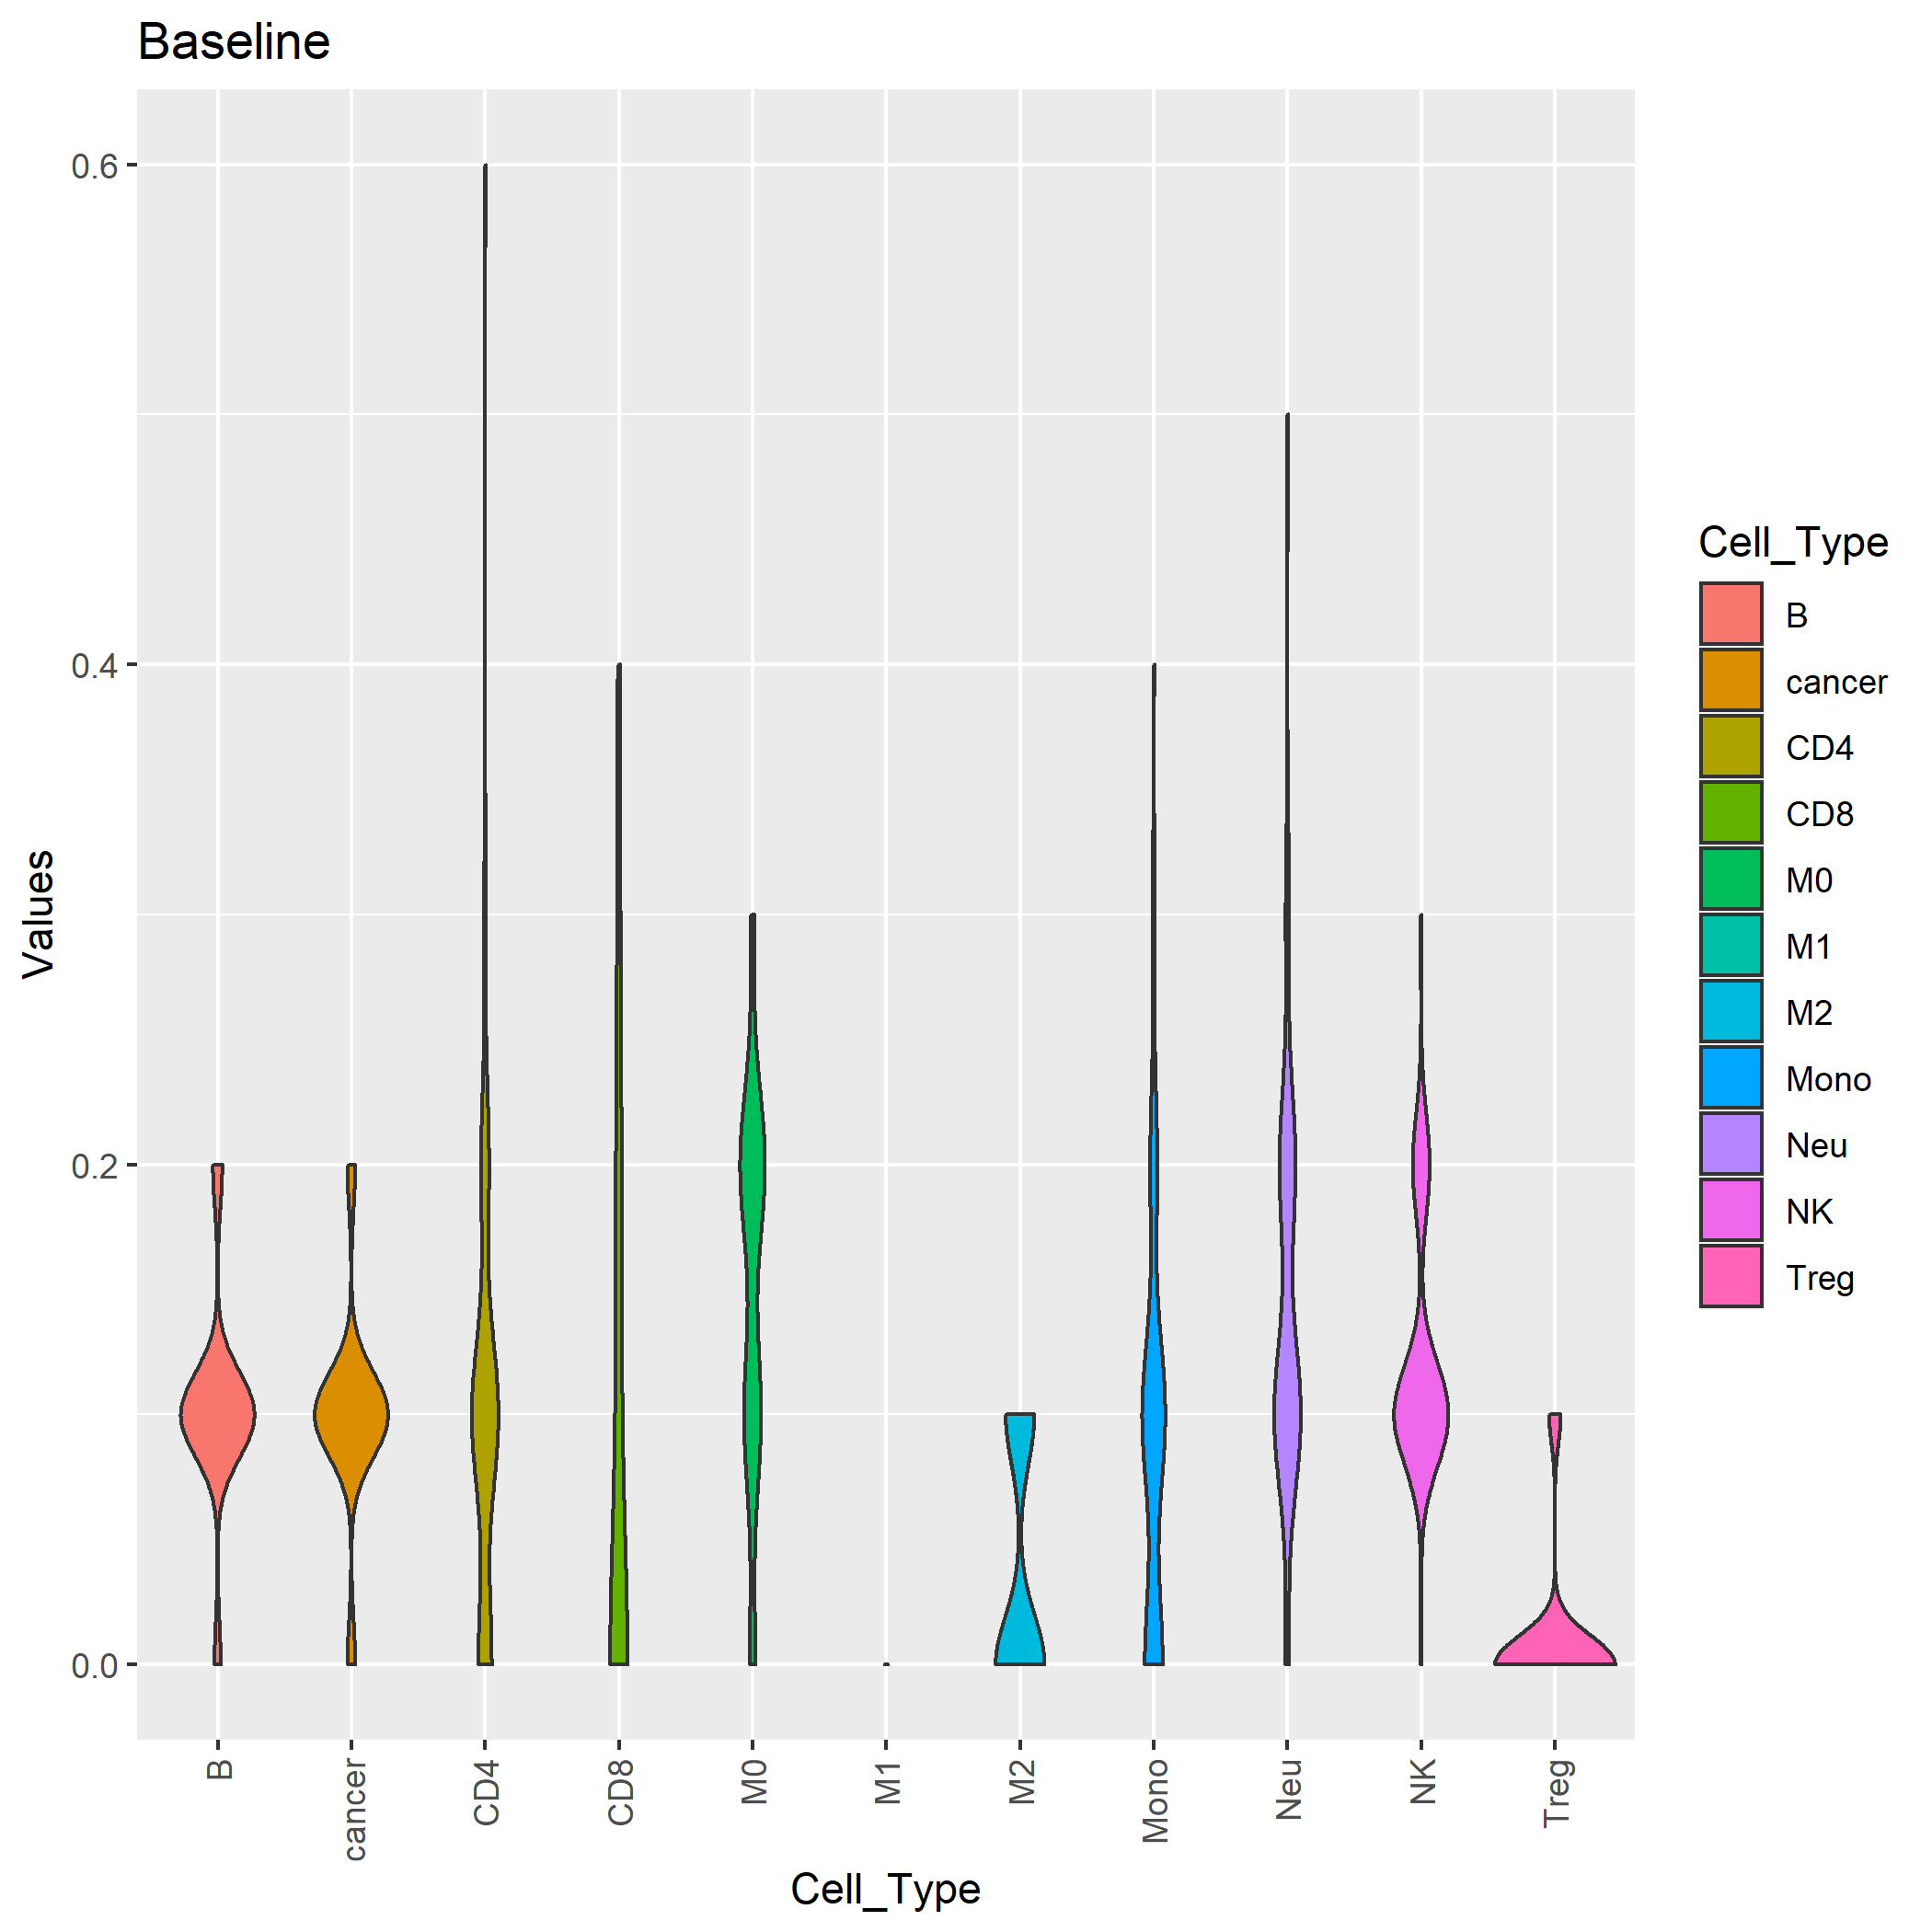 Baseline
0.6
0.4
0.2
0.0
Values
B
cancer
CD4
CD8
M0
M1
M2
Mono
Neu
NK
Treg
Cell_Type
Cell_Type
B
cancer
CD4
CD8
M0
M1
M2
Mono
Neu
NK
Treg